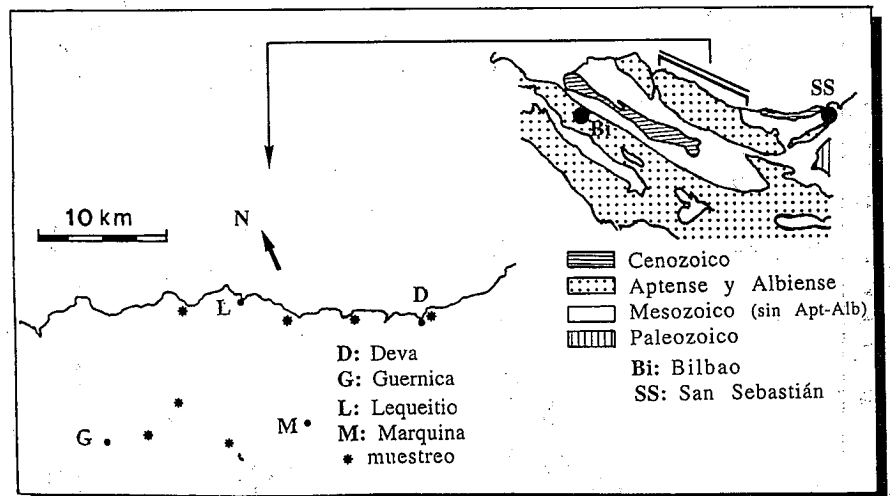 SS
Bi
10 km
N
L
D
G
M
D: Deva
G: Guernica
L: Lequeitio
M: Marquina
* muestreo
Cenozoico
Aptense y Albiense
Mesozoico (sin Apt-Alb)
Paleozoico
Bi: Bilbao
SS: San Sebastián